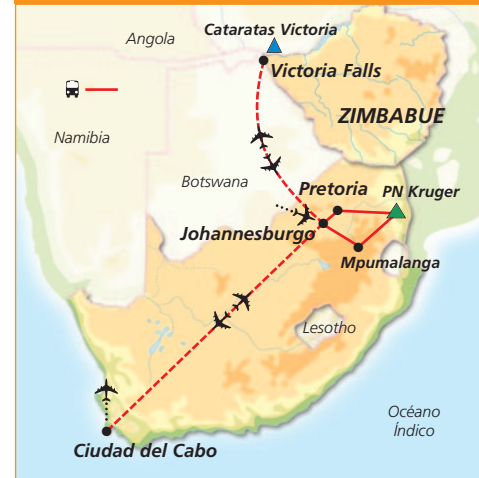 Cataratas Victoria
Angola
Victoria Falls
ZIMBABUE
Namibia
Botswana
Pretoria
PN Kruger
Johannesburgo
Mpumalanga
Lesotho
Océano
Índico
Ciudad del Cabo